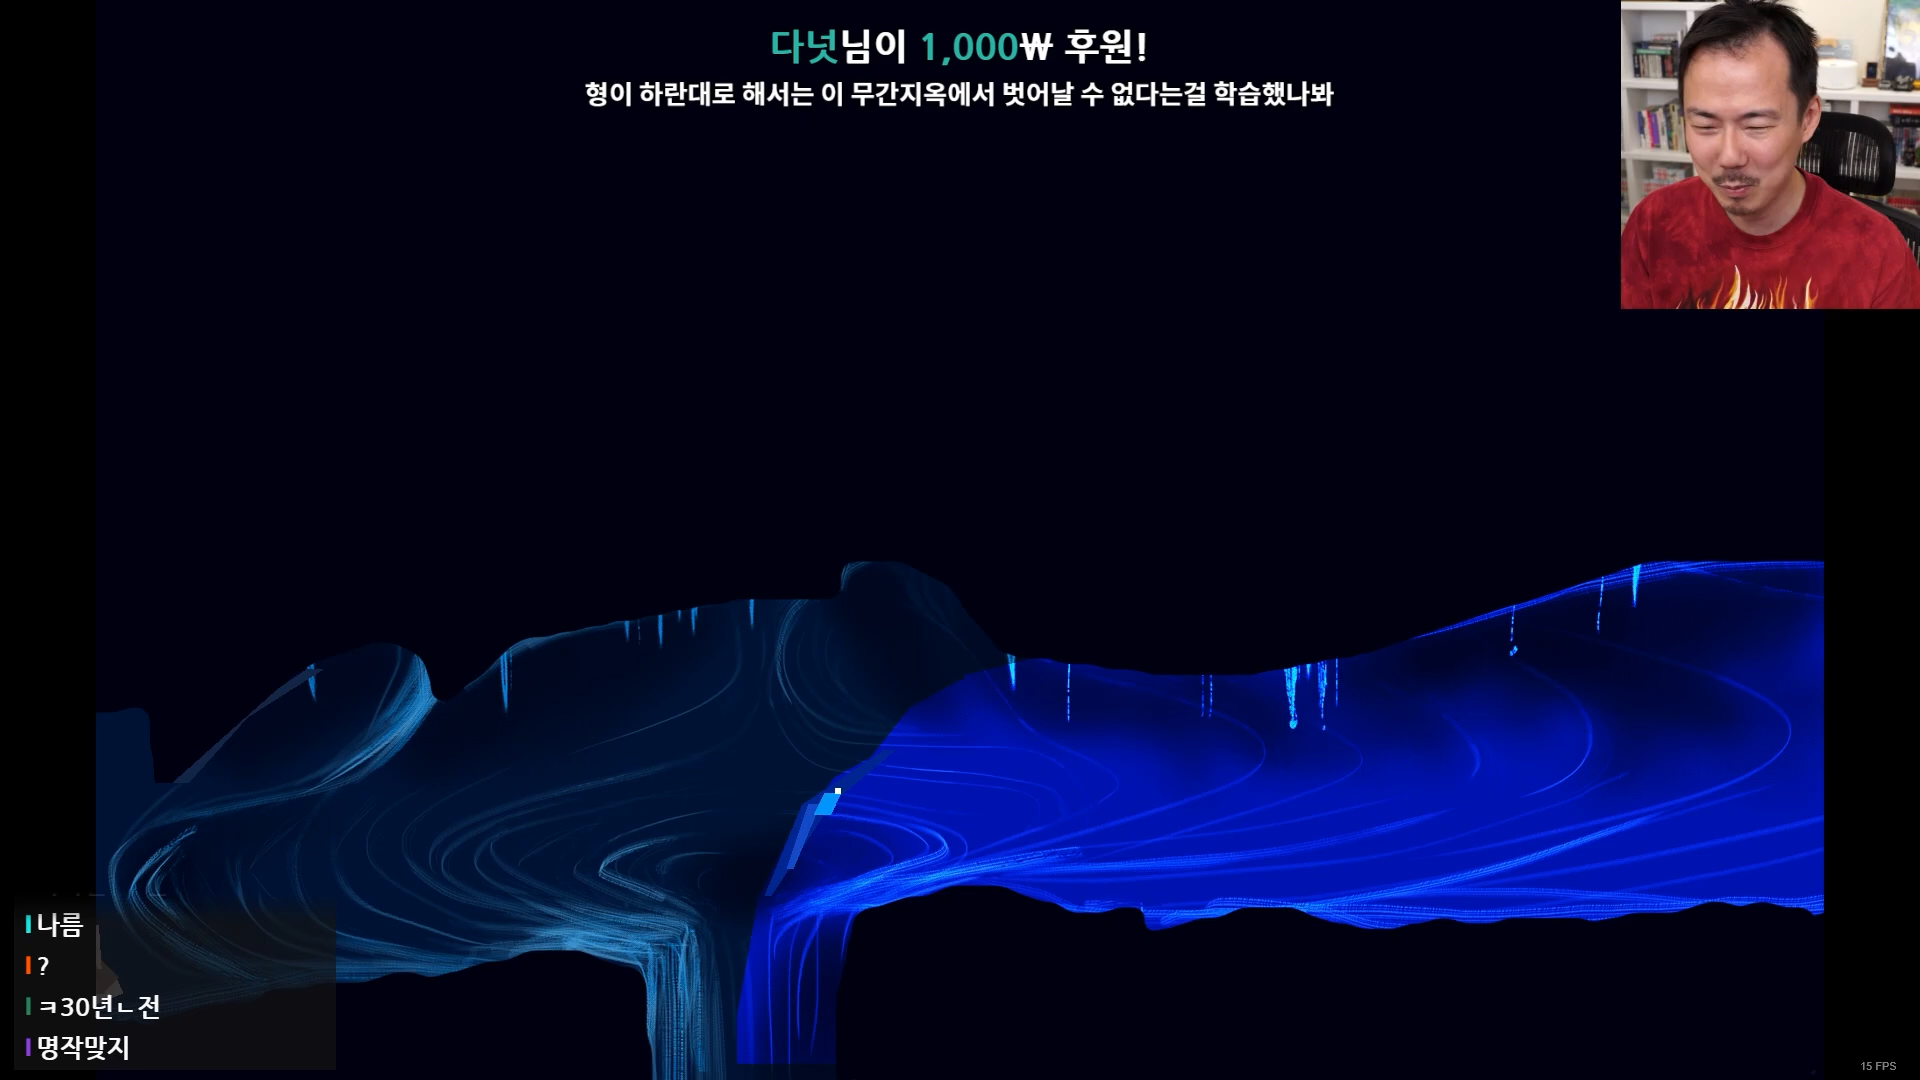 다넛님이 1,000₩ 후원!
형이 하란대로 해서는 이 무간지옥에서 벗어날 수 없다는걸 학습했나봐
나름
?
ㅋ30년ㄴ전
명작맞지
15 FPS